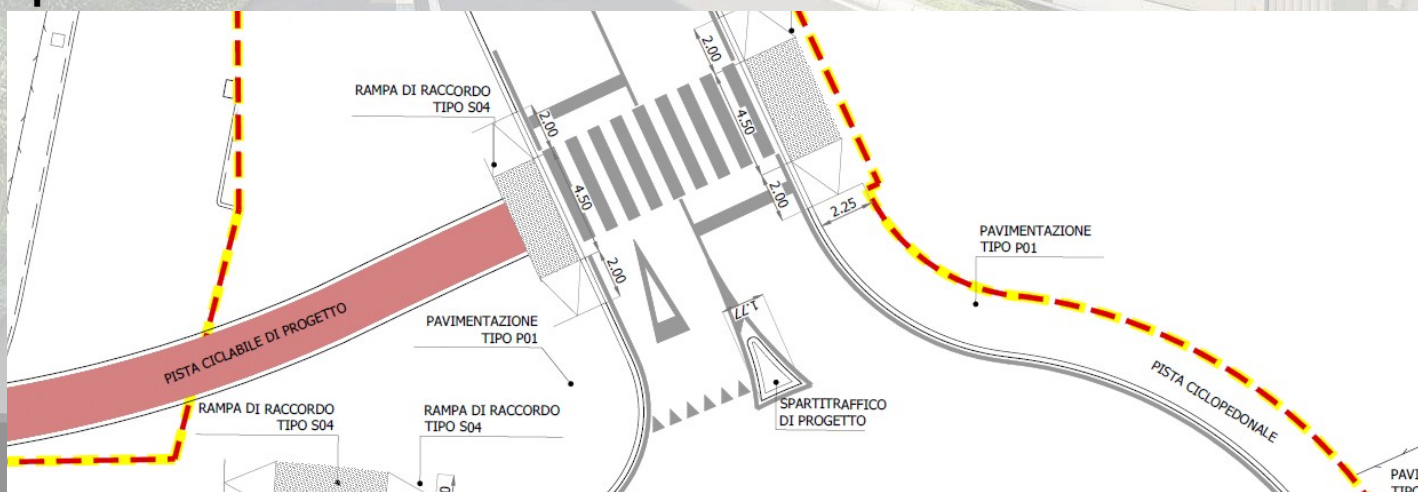 RAMPA DI RACCORDO
TIPO S04
2.00
4.50
2.00
2.00
4.50
2.00
2.25
PAVIMENTAZIONE
TIPO P01
PISTA CICLABILE DI PROGETTO
PAVIMENTAZIONE
TIPO P01
1.77
RAMPA DI RACCORDO
TIPO S04
RAMPA DI RACCORDO
TIPO S04
SPARTITRAFFICO
DI PROGETTO
PISTA CICLOPEDONALE